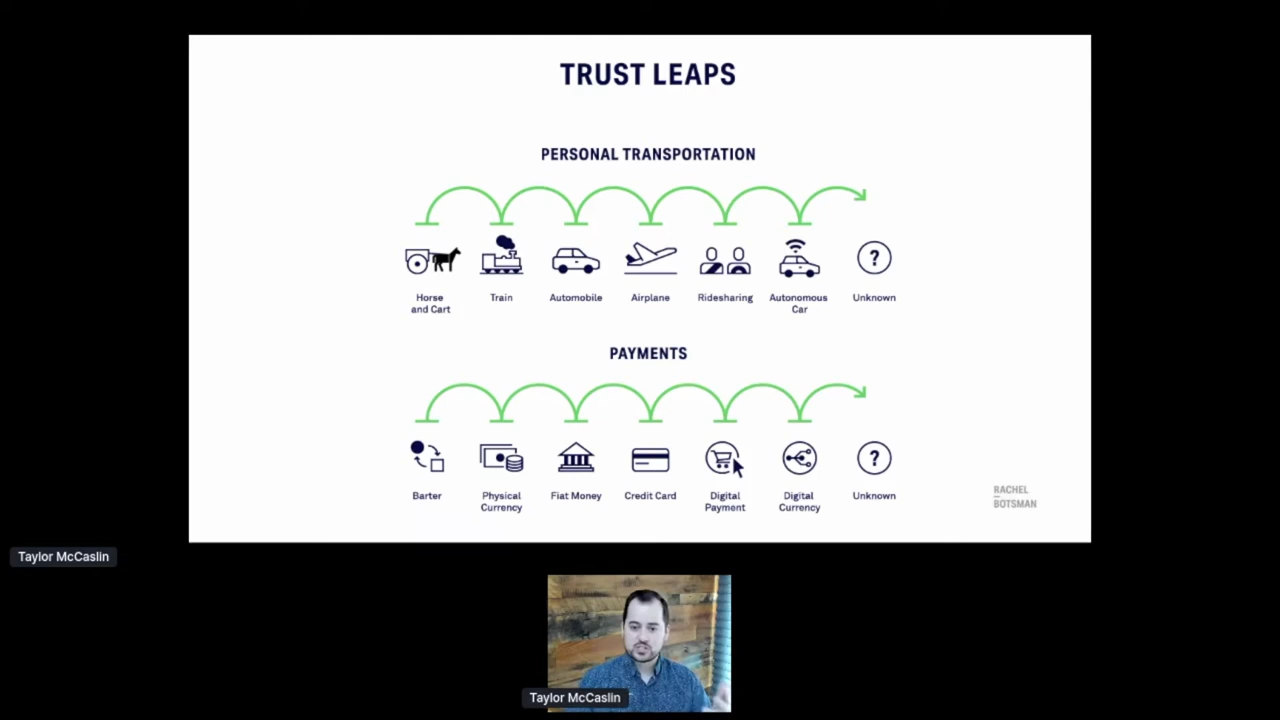 TRUST LEAPS
PERSONAL TRANSPORTATION
Horse
and Cart
Train
Automobile
Airplane
Ridesharing
Autonomous
Car
Unknown
?
PAYMENTS
Barter
Physical
Currency
Fiat Money
Credit Card
Digital
Payment
Digital
Currency
Unknown
?
RACHEL
BOTSMAN
Taylor McCaslin
Taylor McCaslin